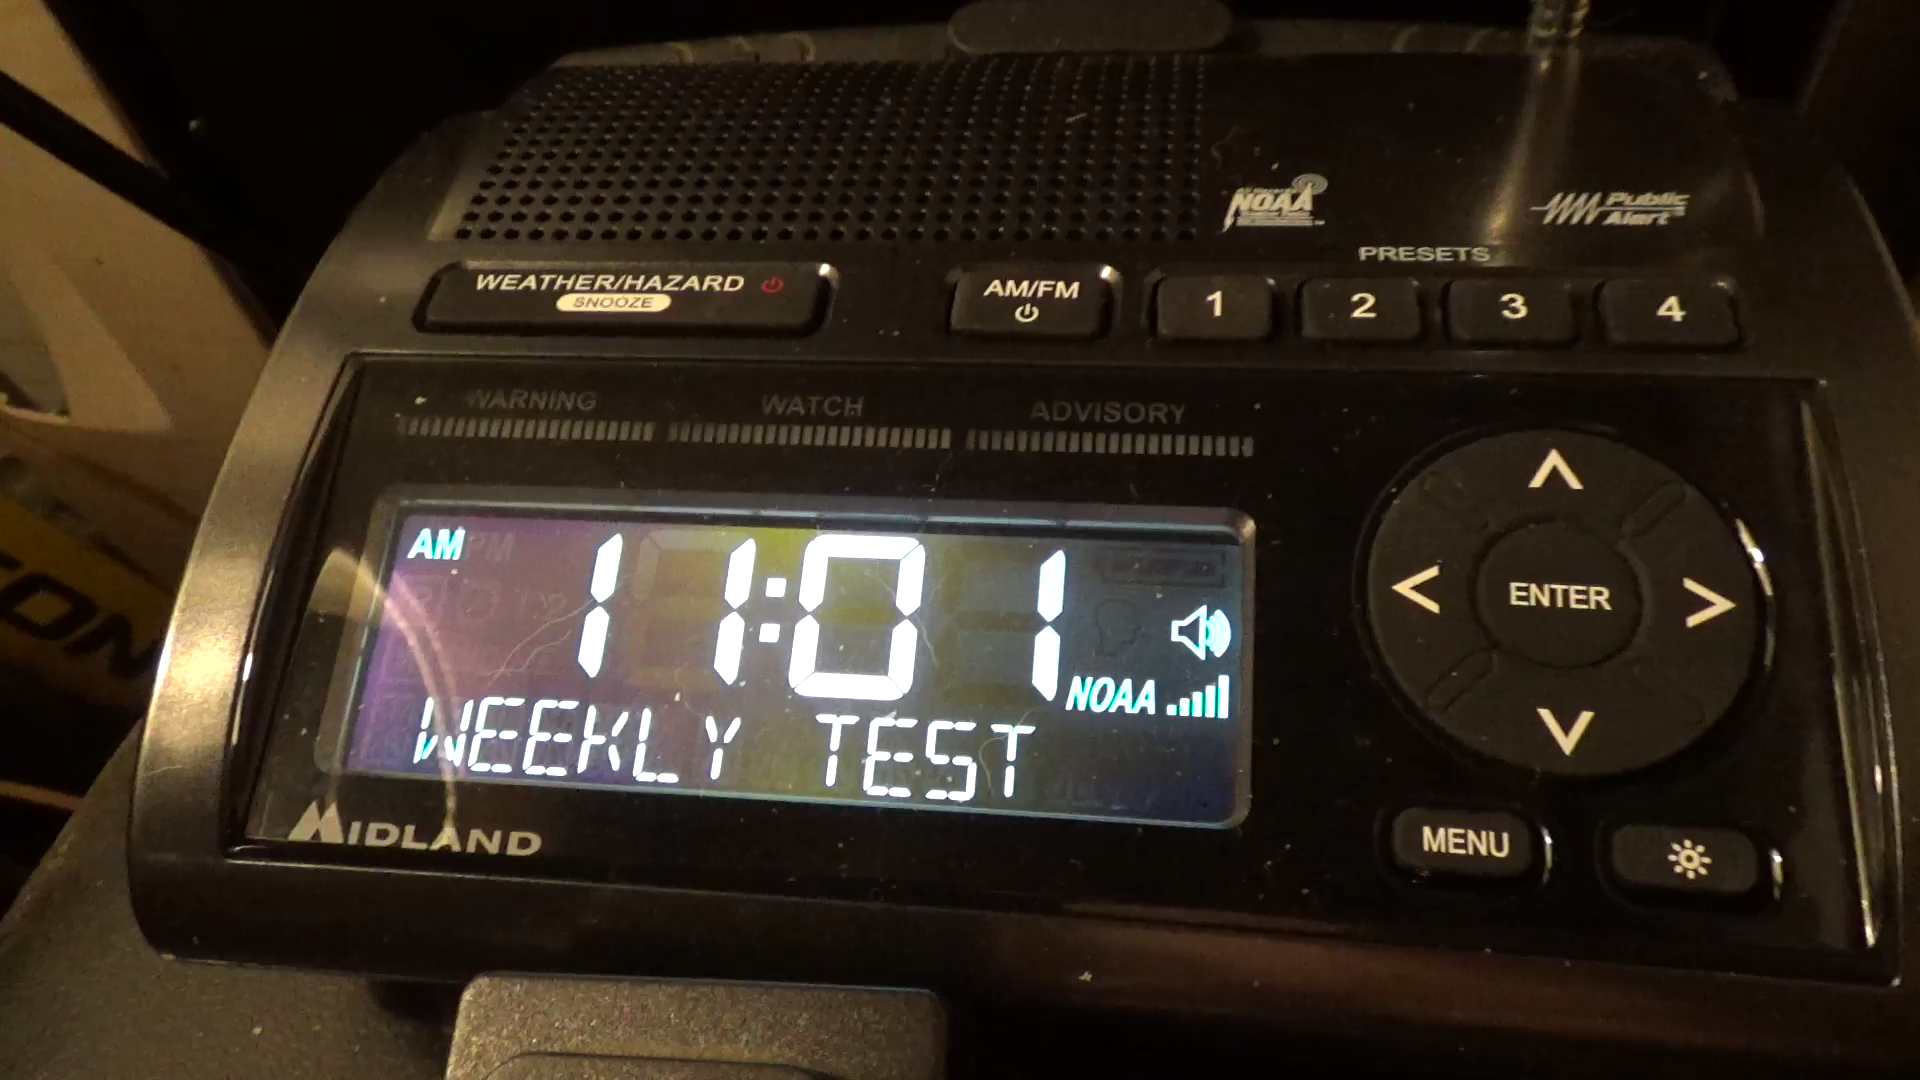 NOAA
Public
Alert
PRESETS
WEATHER/HAZARD
SNOOZE
AM/FM
1 2 3 4
WARNING WATCH ADVISORY
AM PM
11:01
NOAA
WEEKLY TEST
ENTER
MENU
MIDLAND